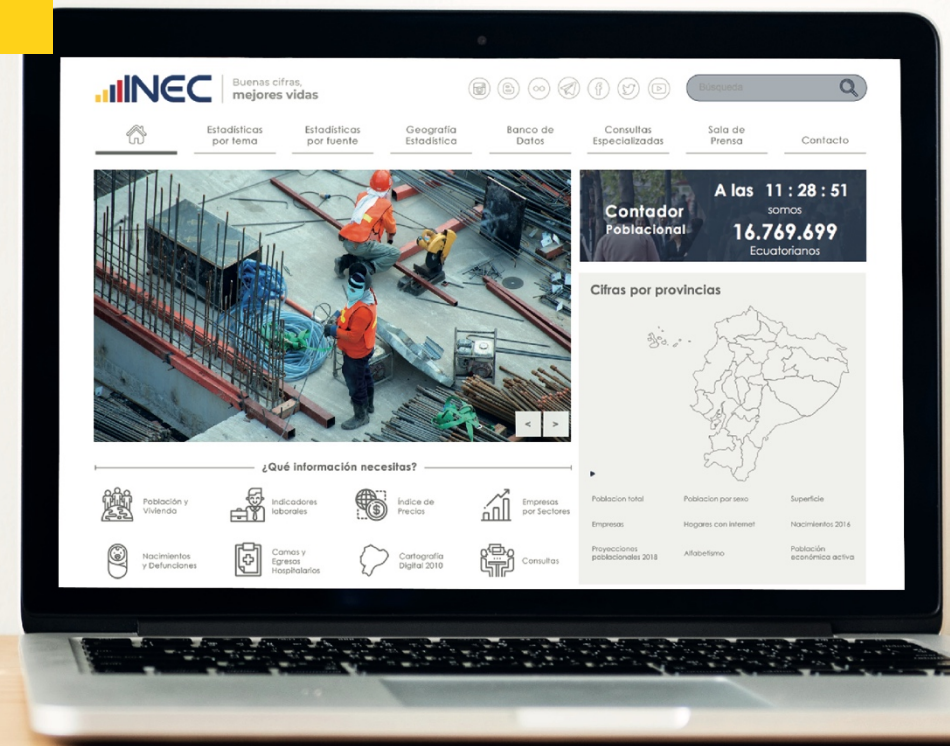 INEC
Buenas cifras,
mejores vidas
Búsqueda
Estadísticas
por tema
Estadísticas
por fuente
Geografía
Estadística
Banco de
Datos
Consultas
Especializadas
Sala de
Prensa
Contacto
Contador
Poblacional
A las 11 : 28 : 51
somos
16.769.699
Ecuatorianos
< >
¿Qué información necesitas?
Población y
Vivienda
Indicadores
laborales
Índice de
Precios
Empresas
por Sectores
Nacimientos
y Defunciones
Camas y
Egresos
Hospitalarios
Cartografía
Digital 2010
Consultas
Cifras por provincias
Poblacion total
Poblacion por sexo
Superficie
Empresas
Hogares con internet
Nacimientos 2016
Proyecciones
poblacionales 2018
Alfabetismo
Población
económica activa